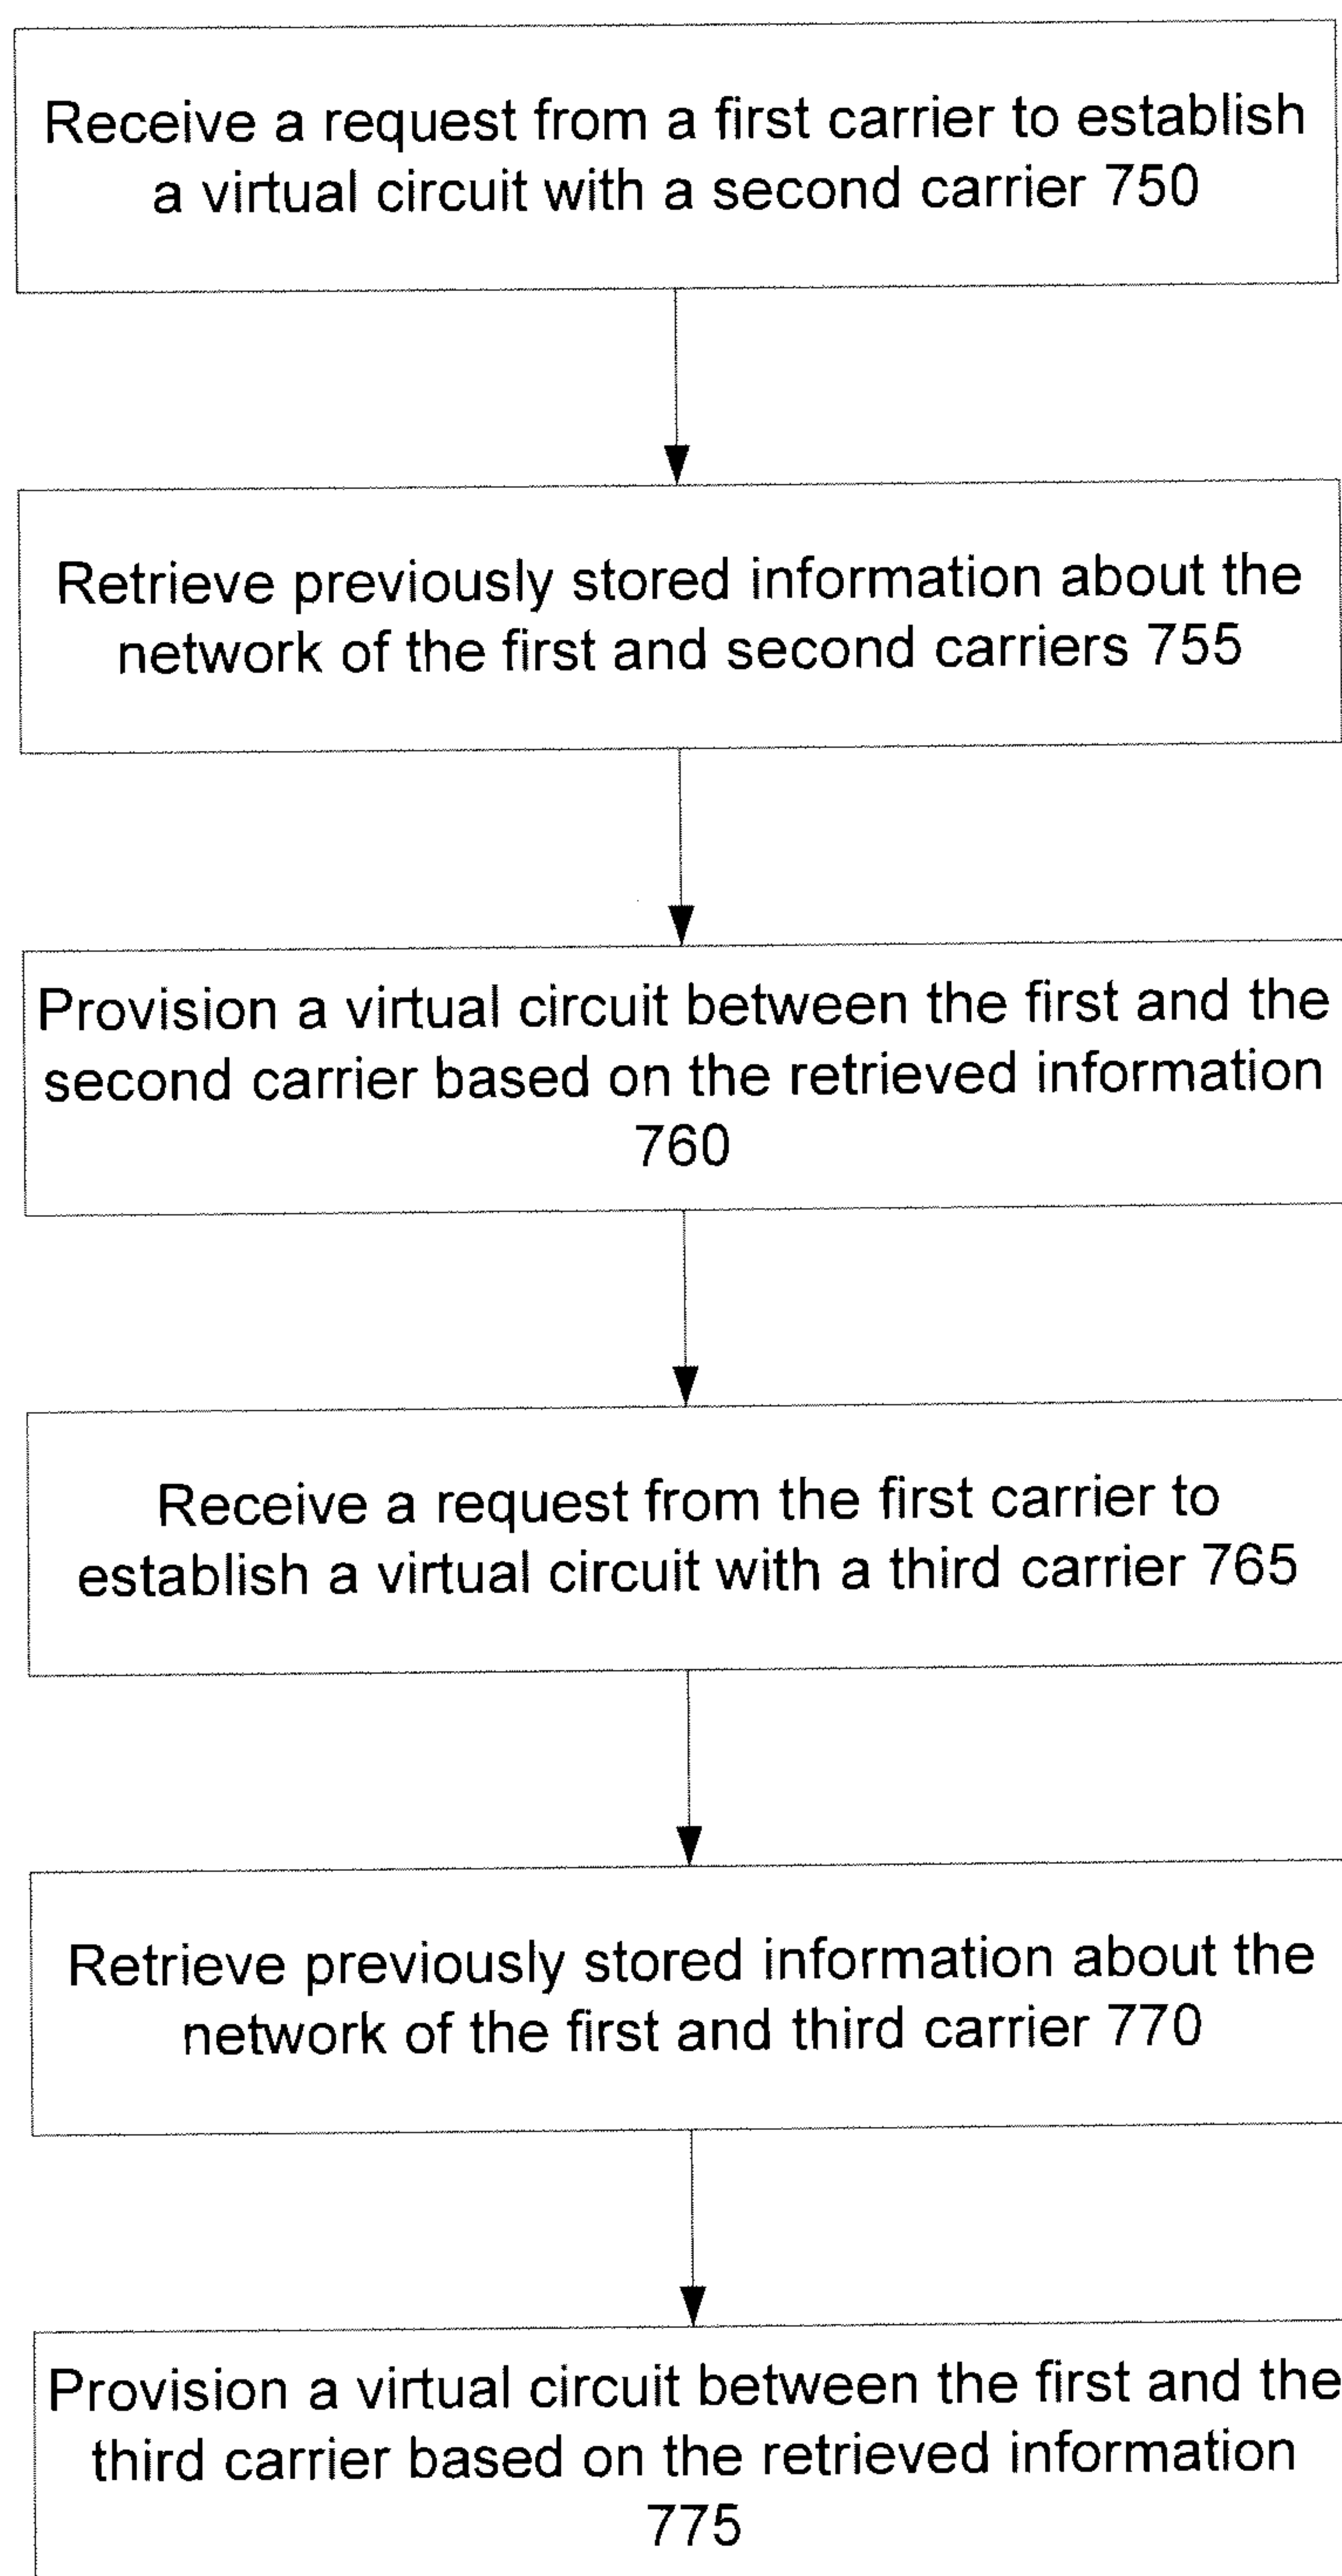 Receive a request from a first carrier to establish
a virtual circuit with a second carrier 750
Retrieve previously stored information about the
network of the first and second carriers 755
Provision a virtual circuit between the first and the
second carrier based on the retrieved information
760
Receive a request from the first carrier to
establish a virtual circuit with a third carrier 765
Retrieve previously stored information about the
network of the first and third carrier 770
Provision a virtual circuit between the first and the
third carrier based on the retrieved information
775